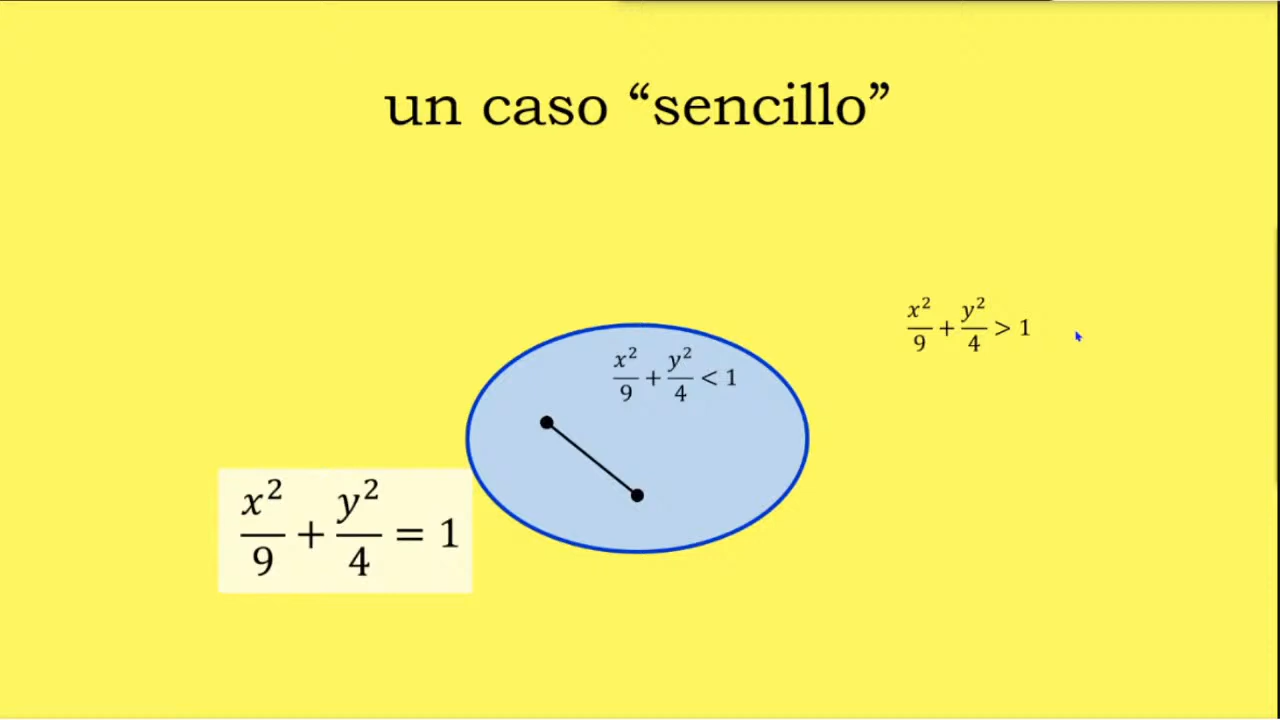 un caso “sencillo”
x²/9 + y²/4 > 1
x²/9 + y²/4 < 1
x²/9 + y²/4 = 1